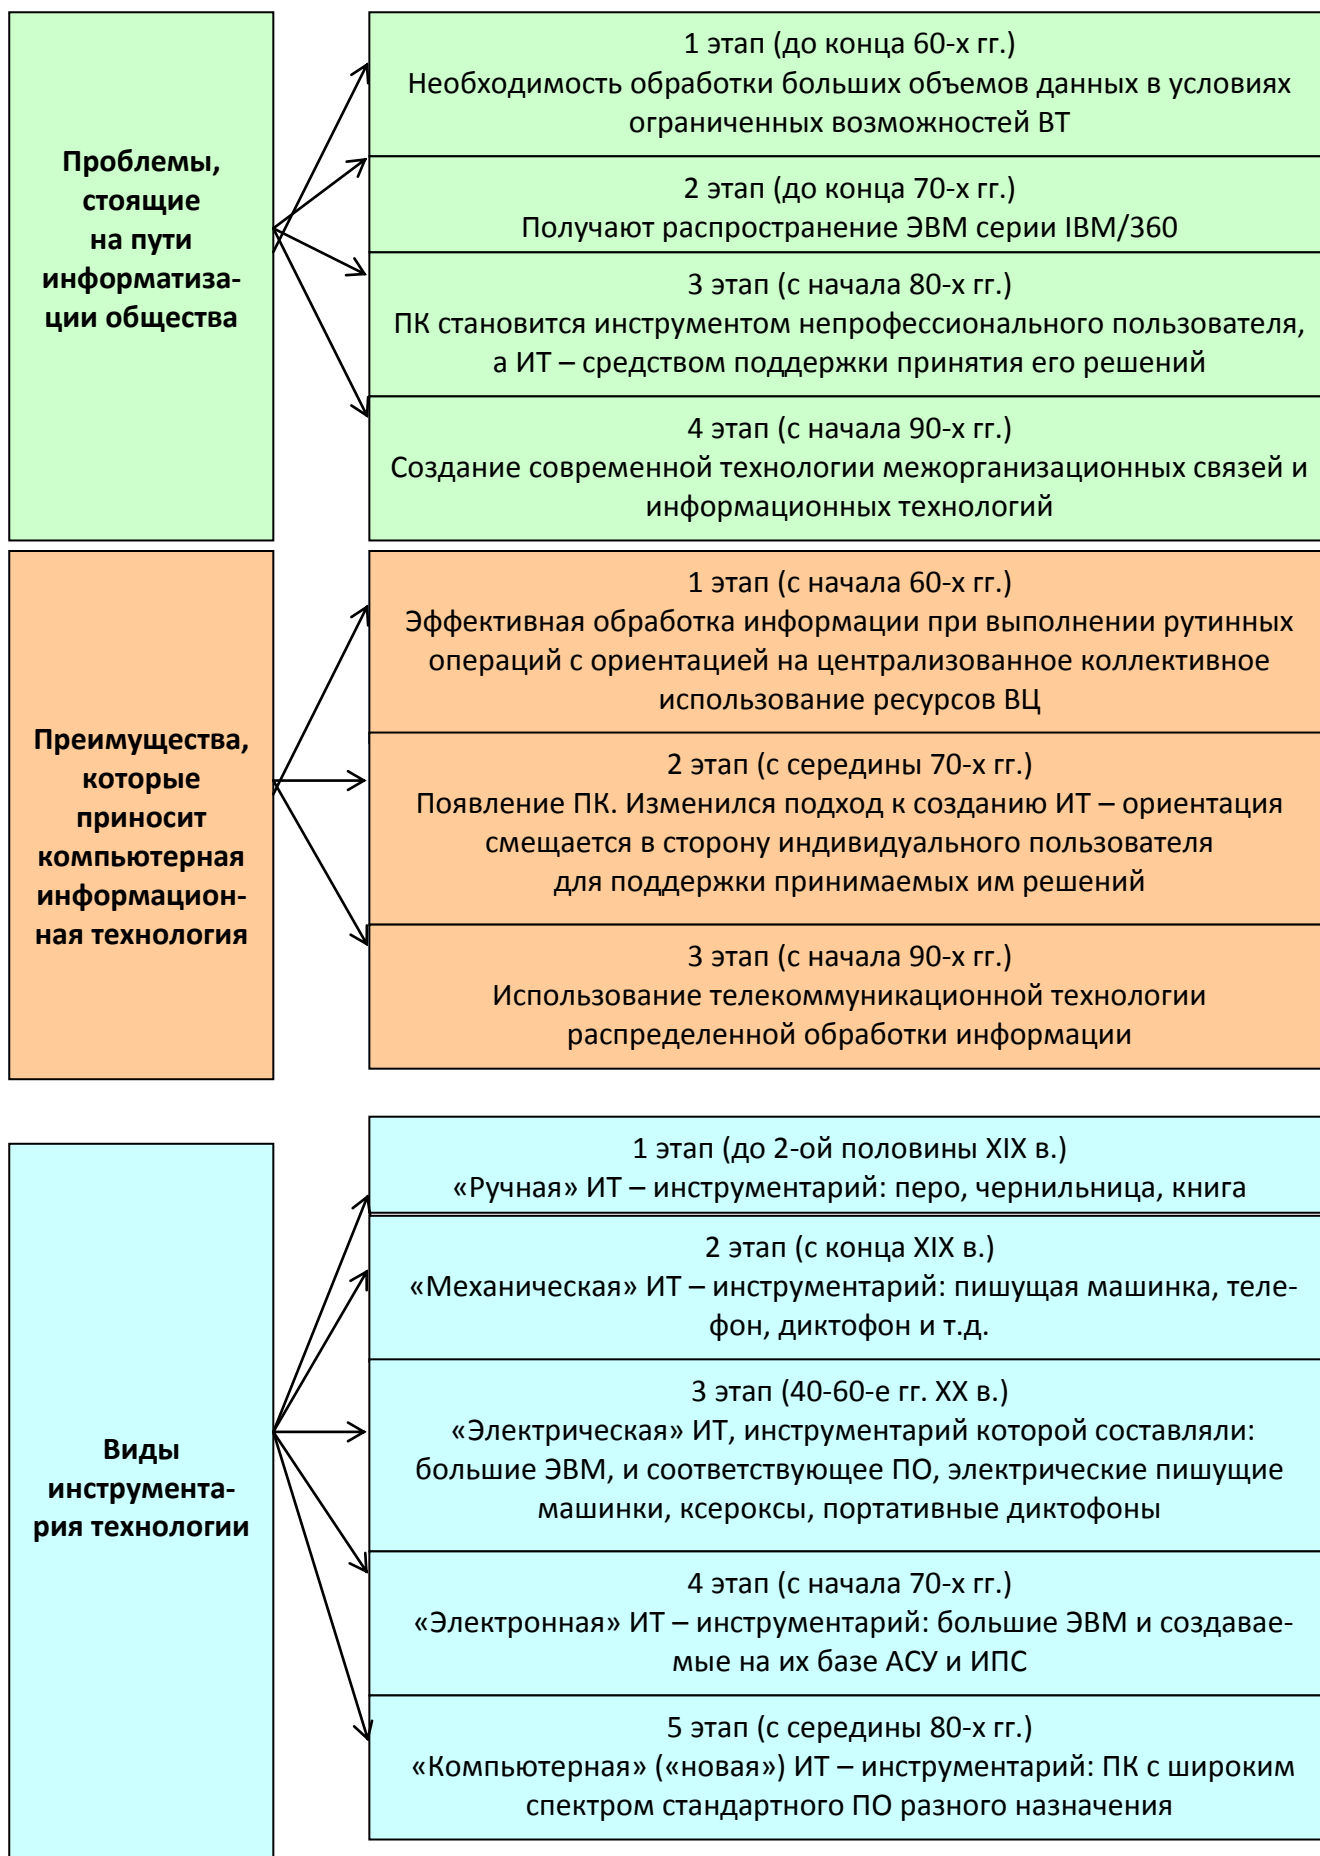 Проблемы,
стоящие
на пути
информатиза-
ции общества
1 этап (до конца 60-х гг.)
Необходимость обработки больших объемов данных в условиях
ограниченных возможностей ВТ
2 этап (до конца 70-х гг.)
Получают распространение ЭВМ серии IBM/360
3 этап (с начала 80-х гг.)
ПК становится инструментом непрофессионального пользователя,
а ИТ – средством поддержки принятия его решений
4 этап (с начала 90-х гг.)
Создание современной технологии межорганизационных связей и
информационных технологий
Преимущества,
которые
приносит
компьютерная
информацион-
ная технология
1 этап (с начала 60-х гг.)
Эффективная обработка информации при выполнении рутинных
операций с ориентацией на централизованное коллективное
использование ресурсов ВЦ
2 этап (с середины 70-х гг.)
Появление ПК. Изменился подход к созданию ИТ – ориентация
смещается в сторону индивидуального пользователя
для поддержки принимаемых им решений
3 этап (с начала 90-х гг.)
Использование телекоммуникационной технологии
распределенной обработки информации
Виды
инструмента-
рия технологии
1 этап (до 2-ой половины XIX в.)
«Ручная» ИТ – инструментарий: перо, чернильница, книга
2 этап (с конца XIX в.)
«Механическая» ИТ – инструментарий: пишущая машинка, теле-
фон, диктофон и т.д.
3 этап (40-60-е гг. XX в.)
«Электрическая» ИТ, инструментарий которой составляли:
большие ЭВМ, и соответствующее ПО, электрические пишущие
машинки, ксероксы, портативные диктофоны
4 этап (с начала 70-х гг.)
«Электронная» ИТ – инструментарий: большие ЭВМ и создавае-
мые на их базе АСУ и ИПС
5 этап (с середины 80-х гг.)
«Компьютерная» («новая») ИТ – инструментарий: ПК с широким
спектром стандартного ПО разного назначения